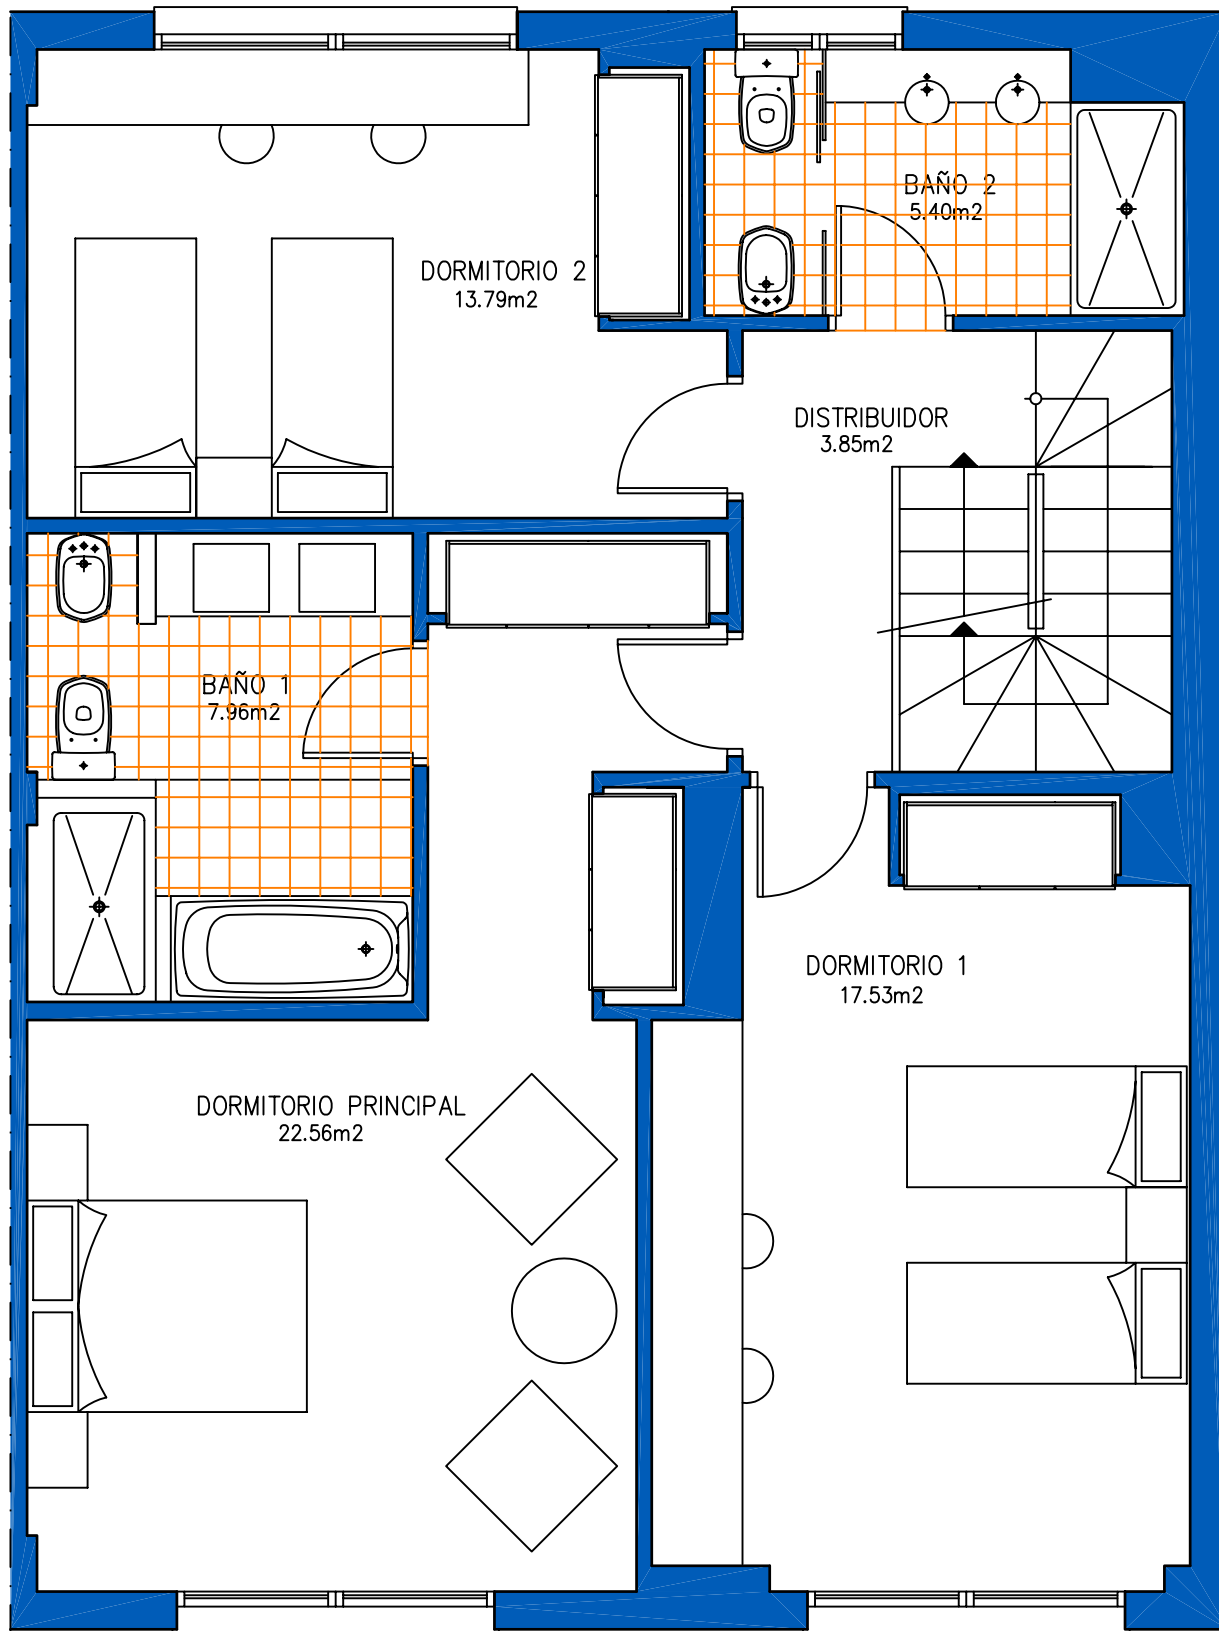 BAÑO 2
5.40m2
DORMITORIO 2
13.79m2
DISTRIBUIDOR
3.85m2
BAÑO 1
7.96m2
DORMITORIO 1
17.53m2
DORMITORIO PRINCIPAL
22.56m2